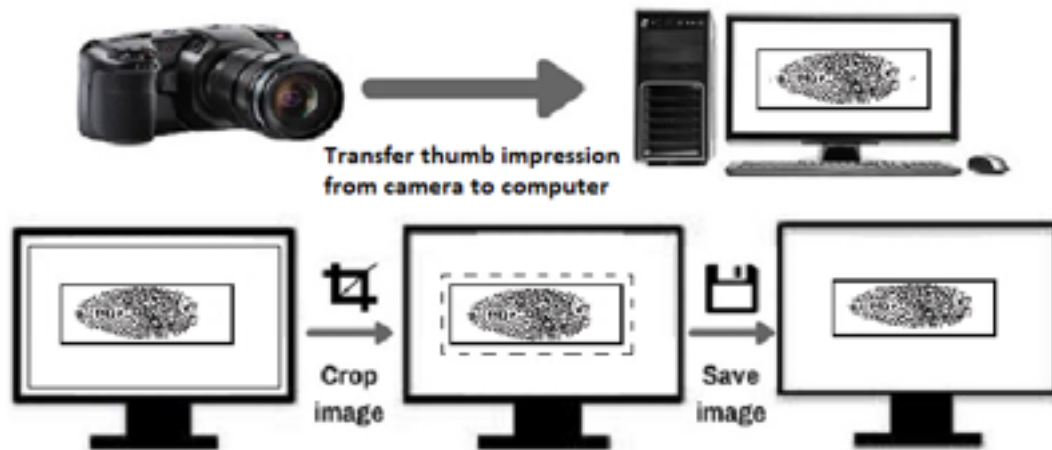 Transfer thumb impression
from camera to computer
Crop
image
Save
image